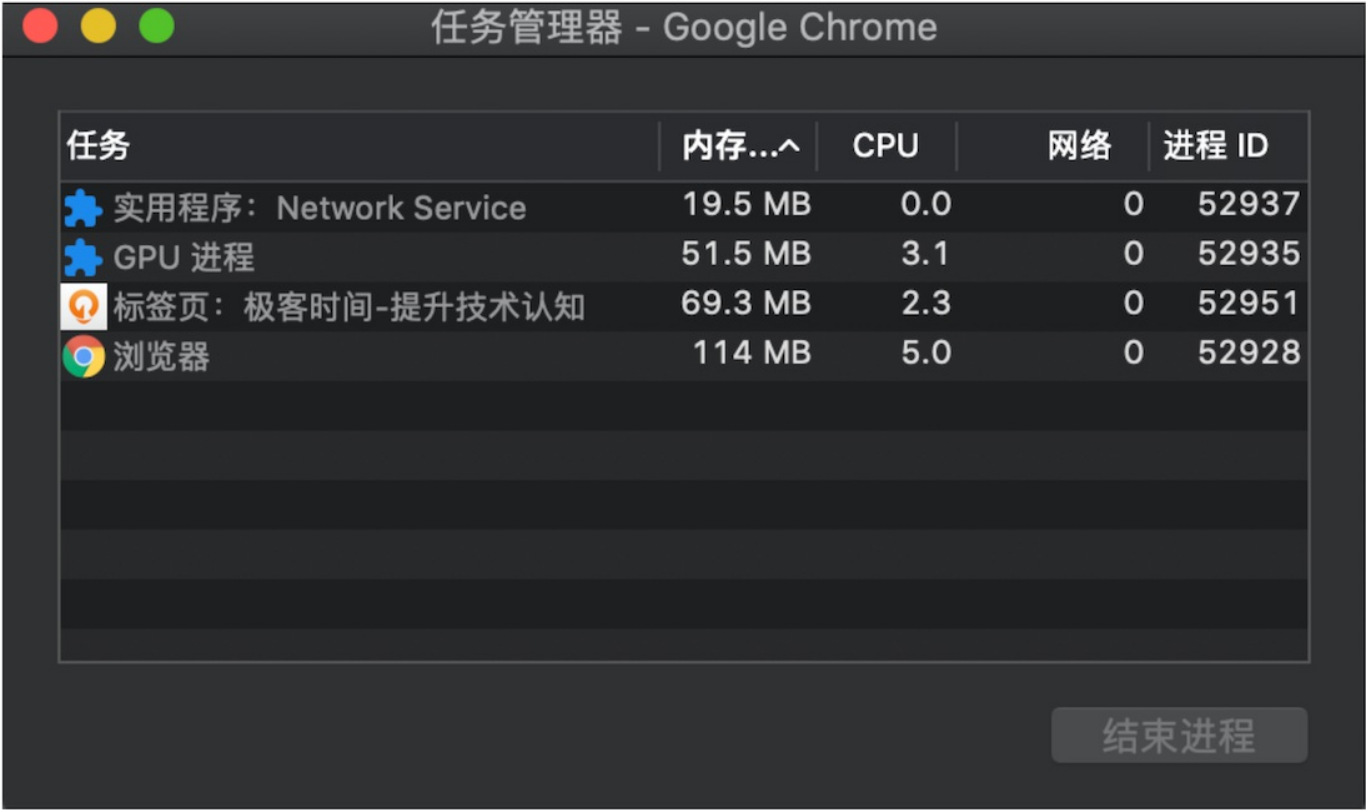 任务管理器 - Google Chrome
任务 内存... CPU 网络 进程 ID
实用程序：Network Service 19.5 MB 0.0 0 52937
GPU 进程 51.5 MB 3.1 0 52935
标签页：极客时间-提升技术认知 69.3 MB 2.3 0 52951
浏览器 114 MB 5.0 0 52928
结束进程